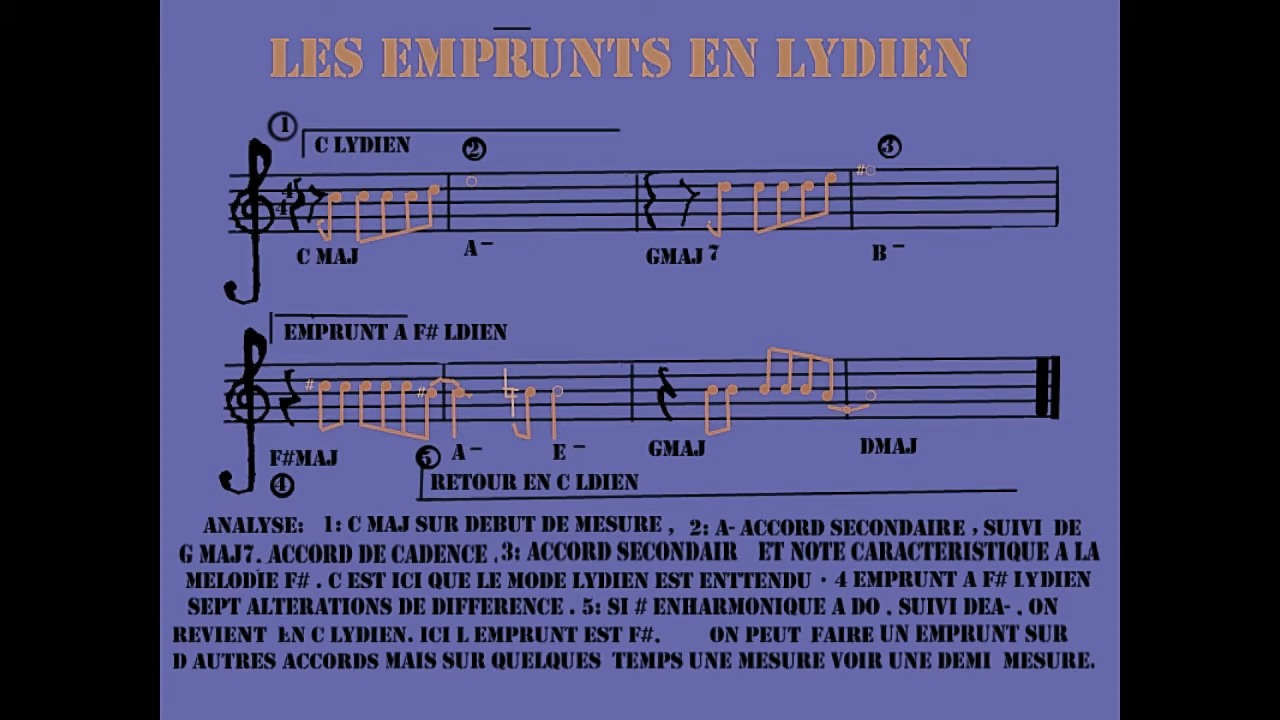 LES EMPRUNTS EN LYDIEN
1
C LYDIEN
2
3
4
4
#
C MAJ
A -
GMAJ 7
B -
EMPRUNT A F# LDIEN
#
#
F#MAJ
5
A -
E -
GMAJ
DMAJ
4
RETOUR EN C LDIEN
ANALYSE: 1: C MAJ SUR DEBUT DE MESURE , 2: A- ACCORD SECONDAIRE , SUIVI DE
G MAJ7. ACCORD DE CADENCE . 3: ACCORD SECONDAIR ET NOTE CARACTERISTIQUE A LA
MELODIE F# . C EST ICI QUE LE MODE LYDIEN EST ENTTENDU · 4 EMPRUNT A F# LYDIEN
SEPT ALTERATIONS DE DIFFERENCE . 5: SI # ENHARMONIQUE A DO . SUIVI DEA- . ON
REVIENT EN C LYDIEN. ICI L EMPRUNT EST F#. ON PEUT FAIRE UN EMPRUNT SUR
D AUTRES ACCORDS MAIS SUR QUELQUES TEMPS UNE MESURE VOIR UNE DEMI MESURE.